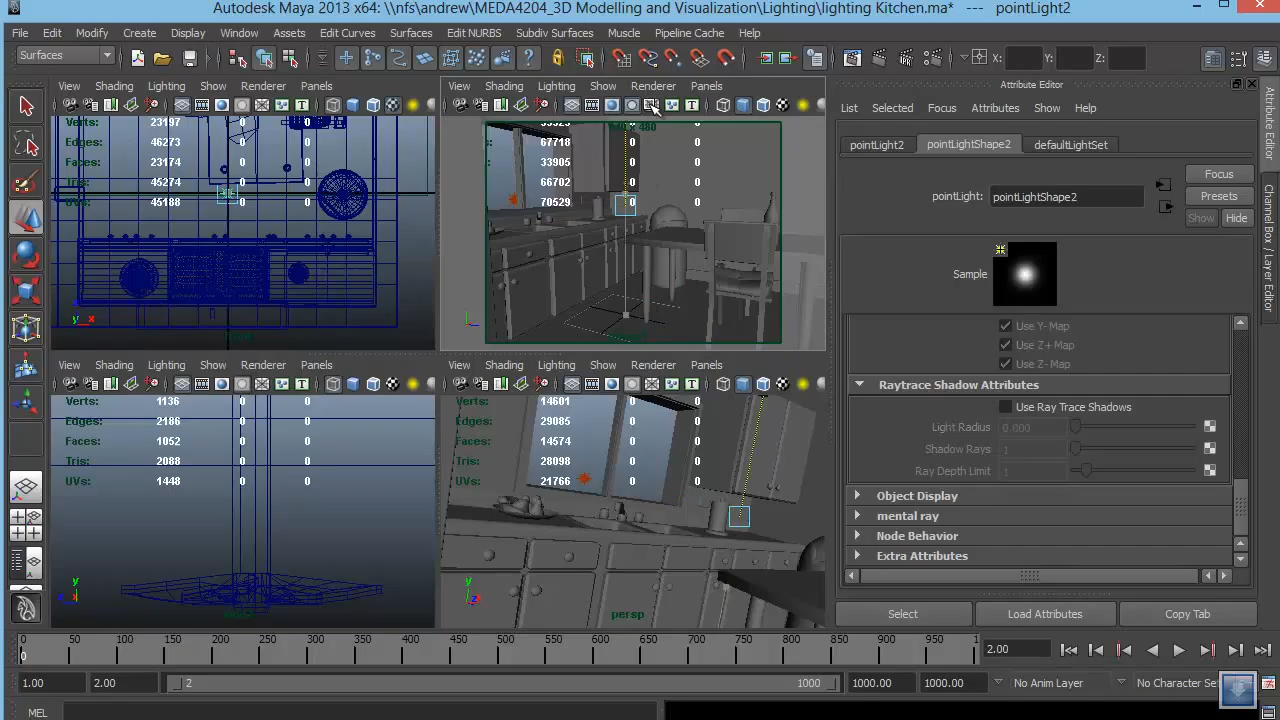 Autodesk Maya 2013 x64: \\nfs\andrew\MEDA4204_3D Modelling and Visualization\Lighting\lighting Kitchen.ma* --- pointLight2
File Edit Modify Create Display Window Assets Edit Curves Surfaces Edit NURBS Subdiv Surfaces Muscle Pipeline Cache Help
Surfaces
X: Y: Z:
View Shading Lighting Show Renderer Panels
View Shading Lighting Show Renderer Panels
Verts: 23197 0 0
Edges: 46273 0 0
Faces: 23174 0 0
Tris: 45274 0 0
UVs: 45188 0 0
67718 0 0
33905 0 0
66702 0 0
70529 0 0
View Shading Lighting Show Renderer Panels
View Shading Lighting Show Renderer Panels
Verts: 1136 0 0
Edges: 2186 0 0
Faces: 1052 0 0
Tris: 2088 0 0
UVs: 1448 0 0
Verts: 14601 0 0
Edges: 29085 0 0
Faces: 14574 0 0
Tris: 28098 0 0
UVs: 21766 0 0
persp
Attribute Editor
List Selected Focus Attributes Show Help
pointLight2 pointLightShape2 defaultLightSet
pointLight: pointLightShape2
Focus
Presets
Show Hide
Sample
Use Y- Map
Use Z+ Map
Use Z- Map
Raytrace Shadow Attributes
Use Ray Trace Shadows
Light Radius 0.000
Shadow Rays 1
Ray Depth Limit 1
Object Display
mental ray
Node Behavior
Extra Attributes
Select Load Attributes Copy Tab
Attribute Editor
Channel Box / Layer Editor
0 50 100 150 200 250 300 350 400 450 500 550 600 650 700 750 800 850 900 950 1
0
2.00
1.00 2.00 2 1000 1000.00 1000.00 No Anim Layer No Character Set
MEL